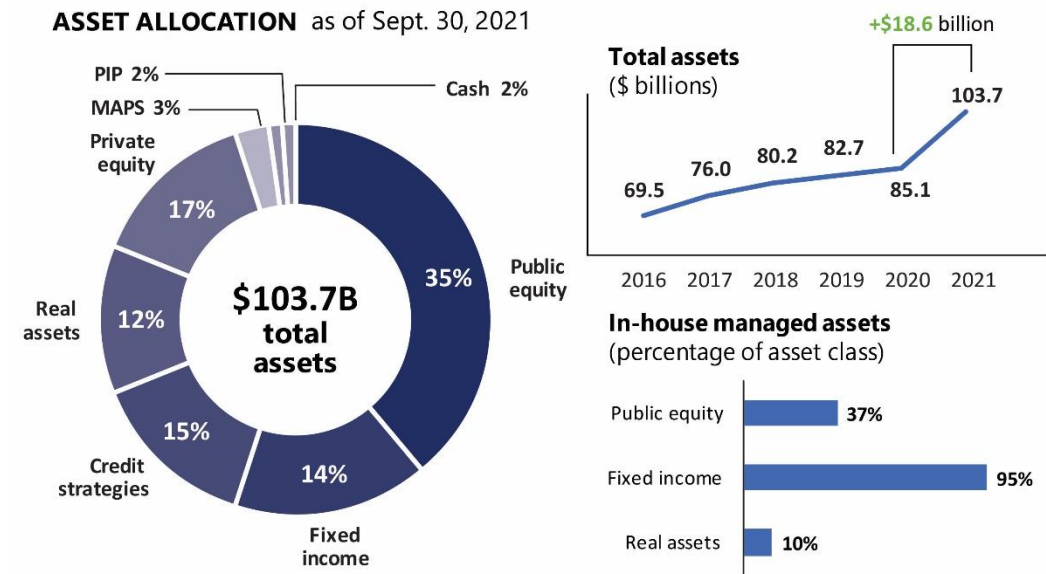 ASSET ALLOCATION as of Sept. 30, 2021
PIP 2%
Cash 2%
MAPS 3%
Private
equity
17%
35%
Public
equity
Real
assets
12%
$103.7B
total
assets
15%
Credit
strategies
14%
Fixed
income
+$18.6 billion
Total assets
($ billions)
69.5
76.0
80.2
82.7
85.1
103.7
2016 2017 2018 2019 2020 2021
In-house managed assets
(percentage of asset class)
Public equity 37%
Fixed income 95%
Real assets 10%